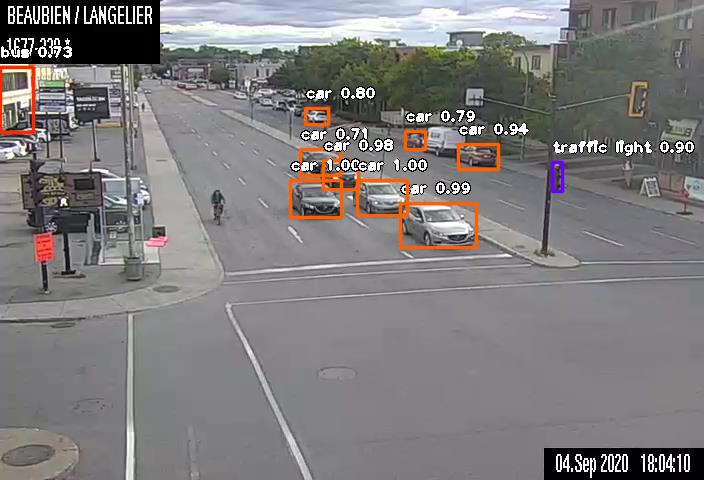 BEAUBIEN / LANGELIER
bus 0.73
car 0.80
car 0.79
car 0.94
0.71
car 0.98
traffic light 0.90
car 1.00
car 1.00
car 0.99
04.Sep 2020 18:04:10